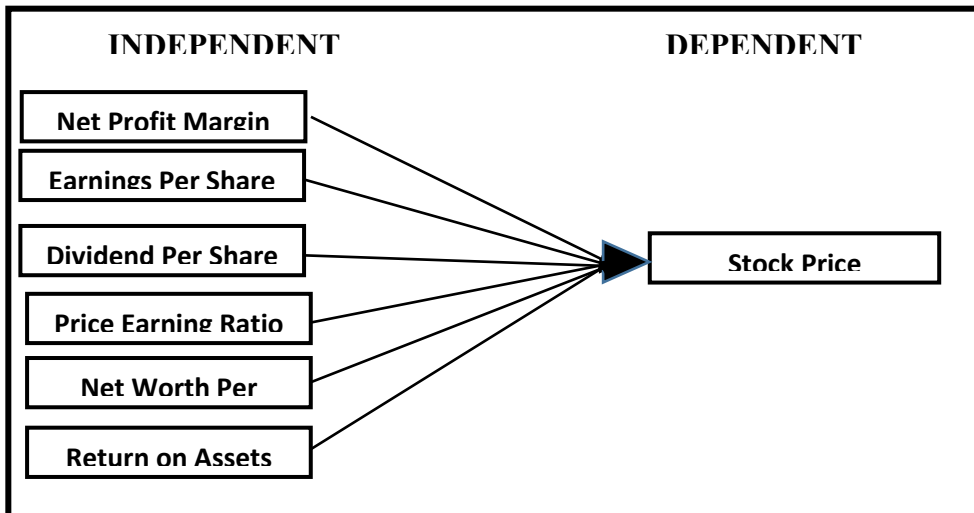 INDEPENDENT
DEPENDENT
Net Profit Margin
Earnings Per Share
Dividend Per Share
Price Earning Ratio
Net Worth Per
Return on Assets
Stock Price